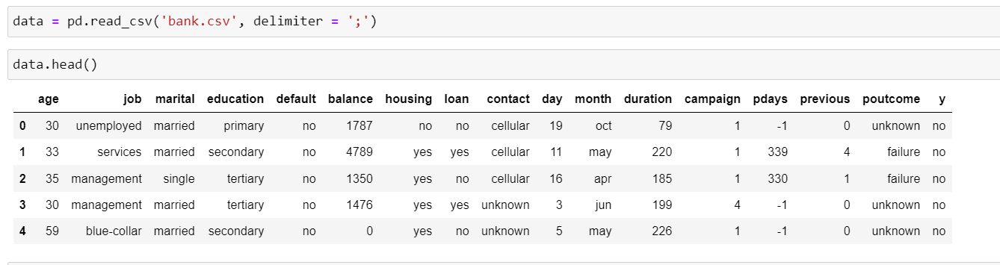 data = pd.read_csv('bank.csv', delimiter = ';')
data.head()
age job marital education default balance housing loan contact day month duration campaign pdays previous poutcome y
0 30 unemployed married primary no 1787 no no cellular 19 oct 79 1 -1 0 unknown no
1 33 services married secondary no 4789 yes yes cellular 11 may 220 1 339 4 failure no
2 35 management single tertiary no 1350 yes no cellular 16 apr 185 1 330 1 failure no
3 30 management married tertiary no 1476 yes yes unknown 3 jun 199 4 -1 0 unknown no
4 59 blue-collar married secondary no 0 yes no unknown 5 may 226 1 -1 0 unknown no